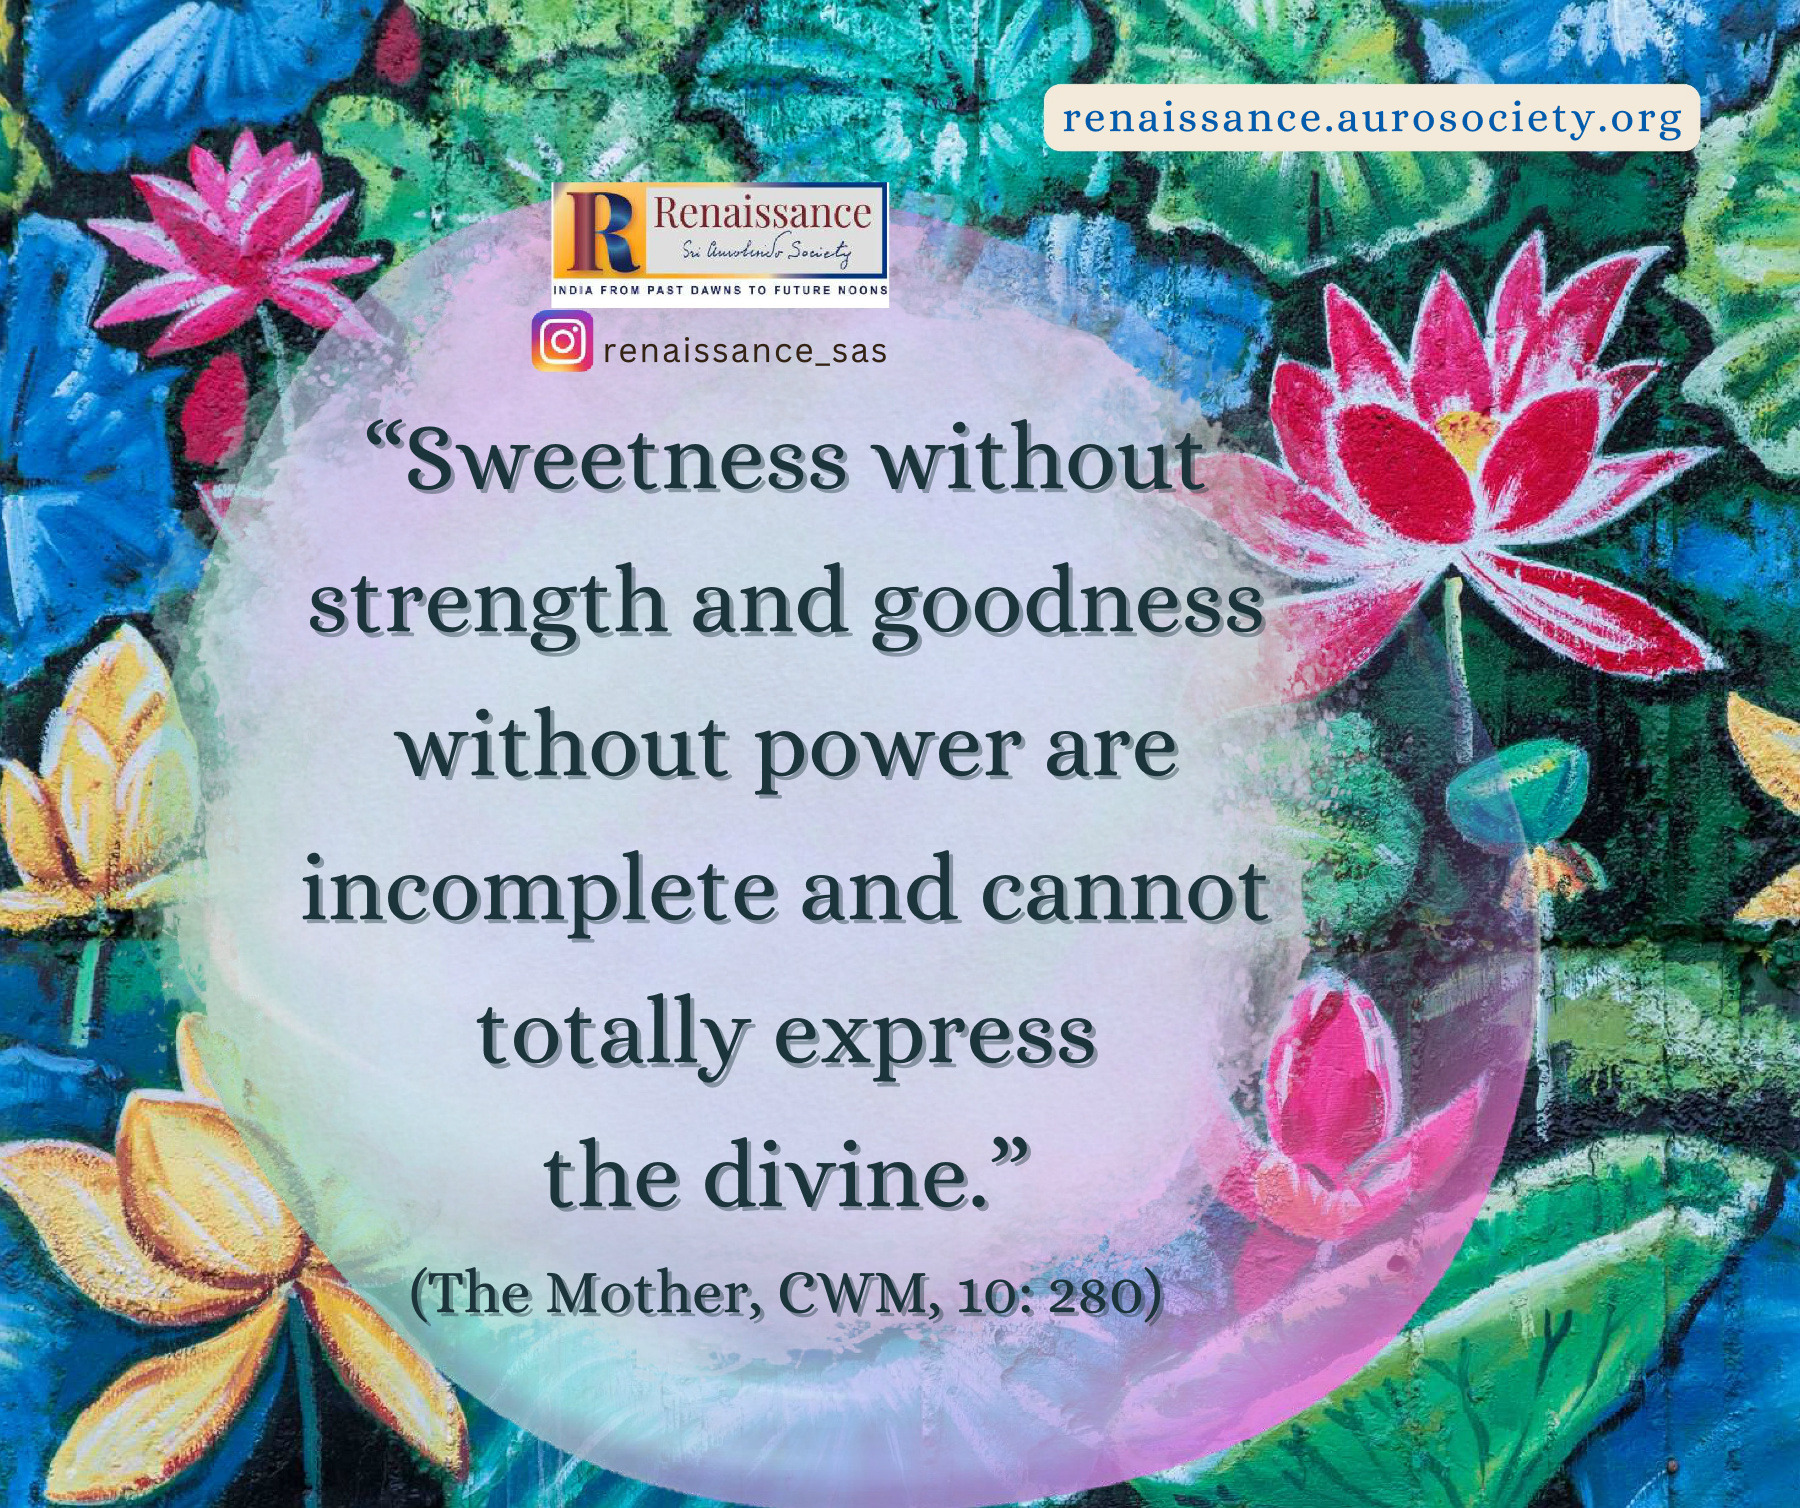 renaissance.aurosociety.org
R Renaissance
Sri Aurobindo Society
INDIA FROM PAST DAWNS TO FUTURE NOONS
renaissance_sas
“Sweetness without
strength and goodness
without power are
incomplete and cannot
totally express
the divine.”
(The Mother, CWM, 10: 280)